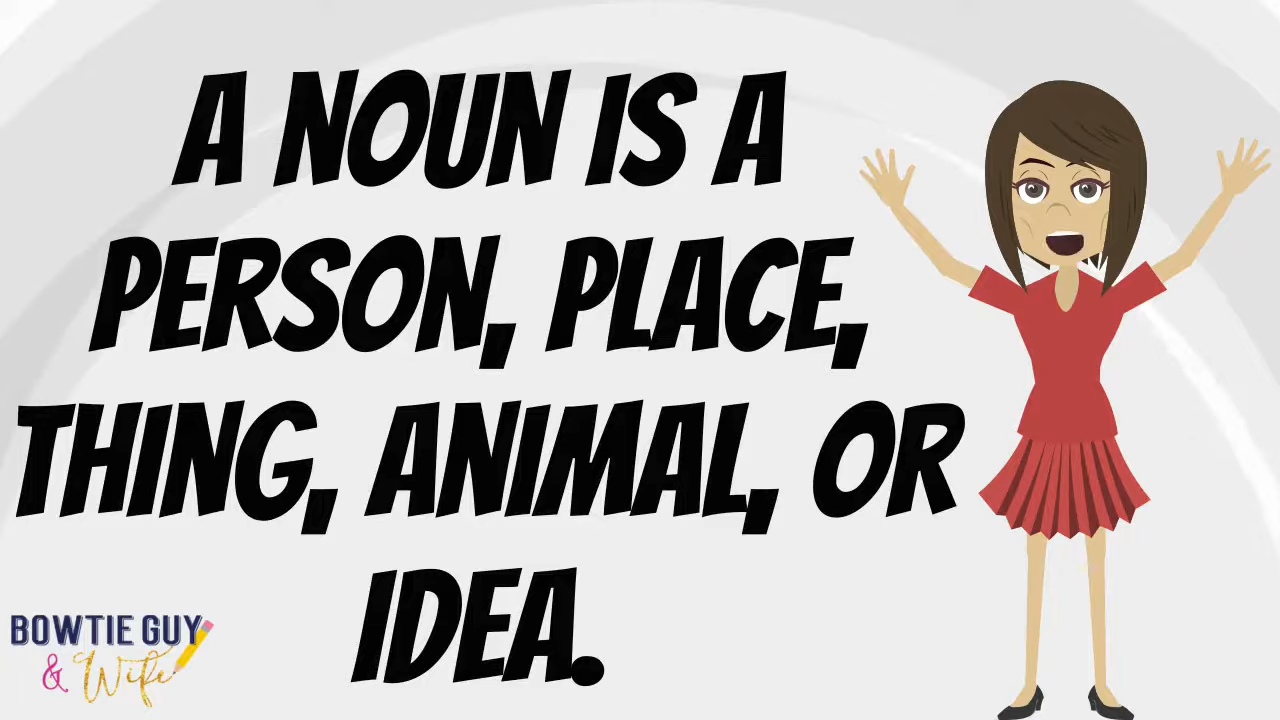 A NOUN IS A
PERSON, PLACE,
THING, ANIMAL, OR
IDEA.
BOWTIE GUY
& Wife